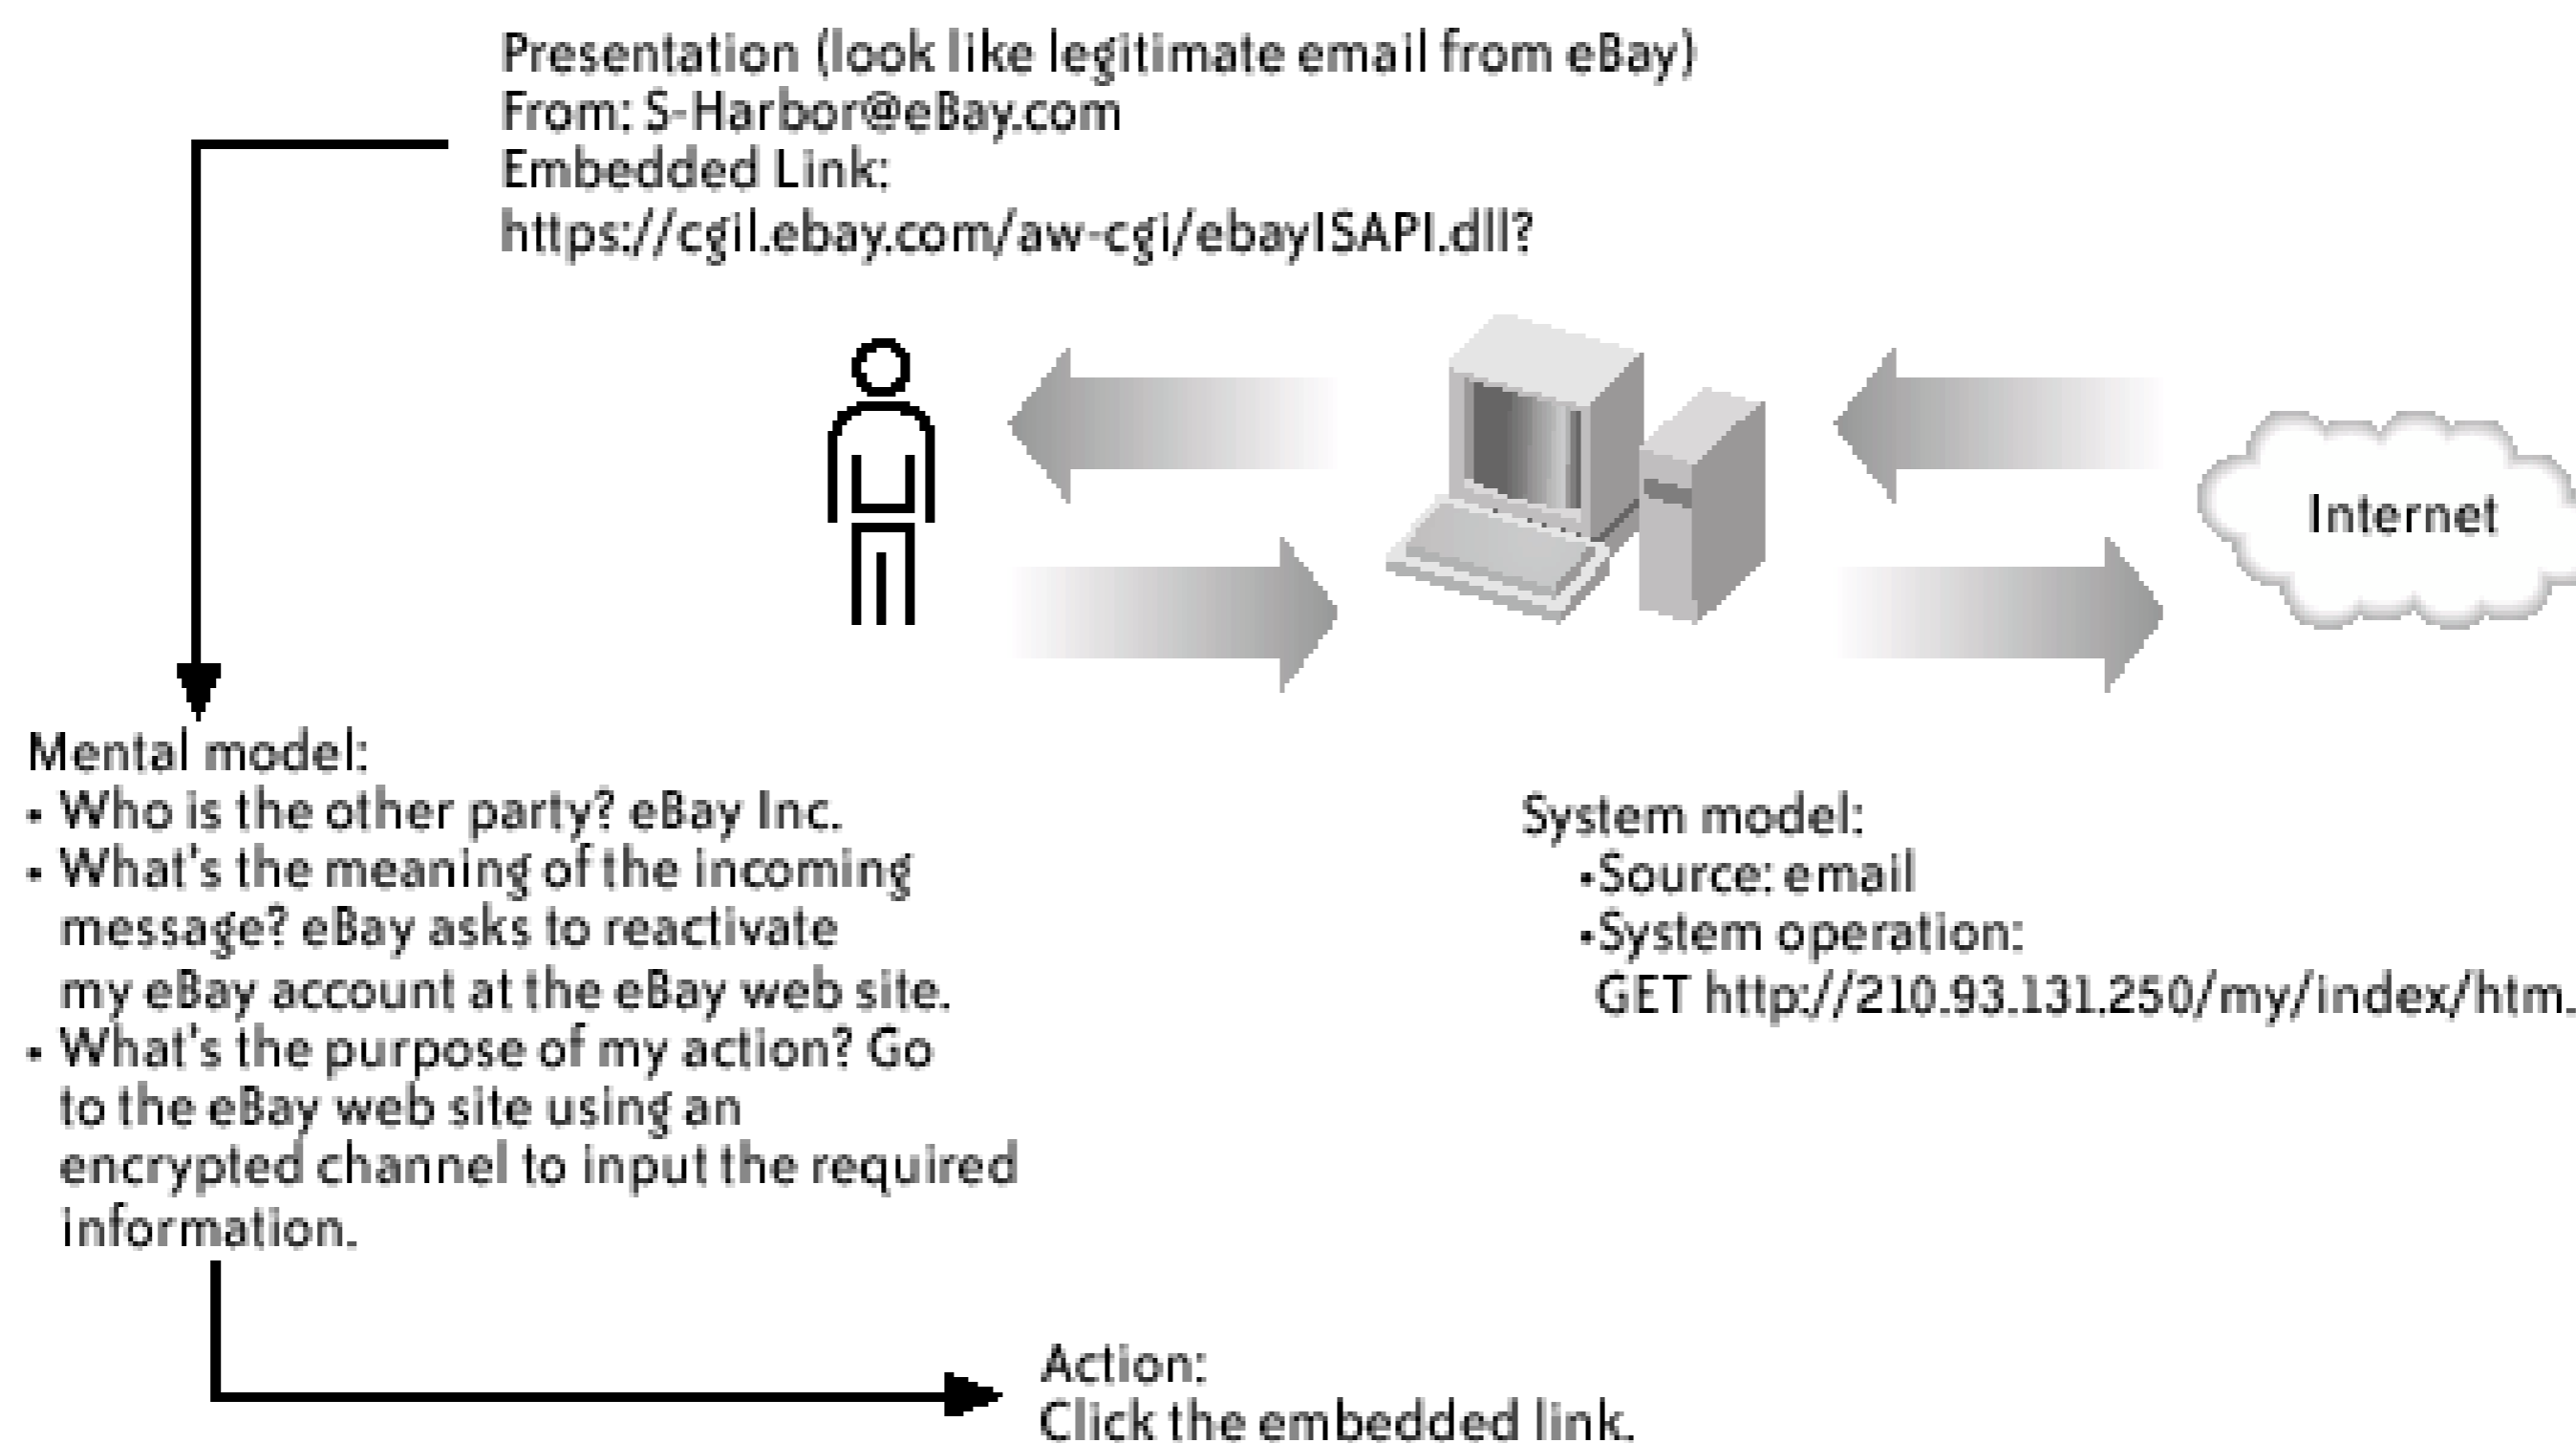 Presentation (look like legitimate email from eBay)
From: S-Harbor@eBay.com
Embedded Link:
https://cgil.ebay.com/aw-cgi/ebayISAPI.dll?
Internet
Mental model:
• Who is the other party? eBay Inc.
• What's the meaning of the incoming
message? eBay asks to reactivate
my eBay account at the eBay web site.
• What's the purpose of my action? Go
to the eBay web site using an
encrypted channel to input the required
information.
System model:
•Source: email
•System operation:
GET http://210.93.131.250/my/index/htm.
Action:
Click the embedded link.